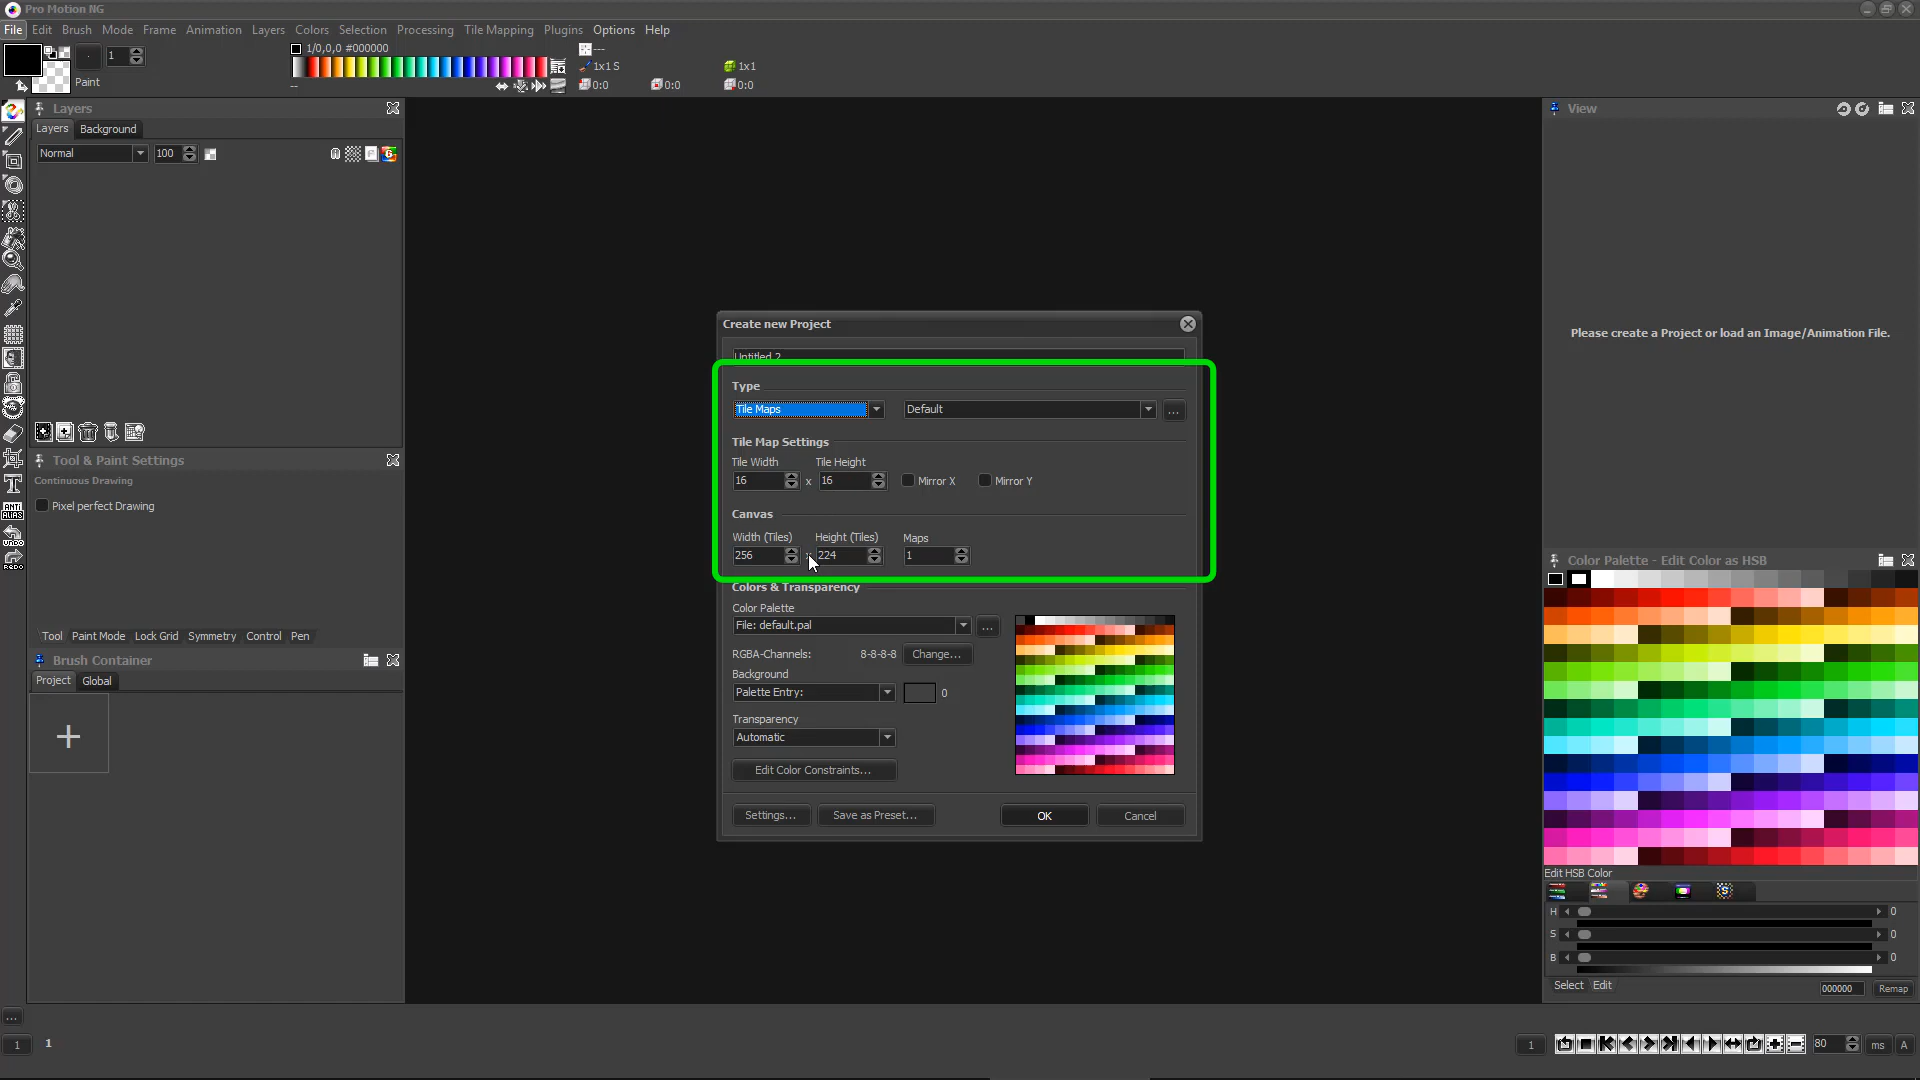 Pro Motion NG
File Edit Brush Mode Frame Animation Layers Colors Selection Processing Tile Mapping Plugins Options Help
1/0,0,0 #000000
1
Paint
--
---
1x1 S
1x1
0:0
0:0
0:0
Layers
Layers Background
Normal
100
Tool & Paint Settings
Continuous Drawing
Pixel perfect Drawing
Tool Paint Mode Lock Grid Symmetry Control Pen
Brush Container
Project Global
+
ANTI ALIAS
UNDO
REDO
Create new Project
Untitled 2
Type
Tile Maps
Default
...
Tile Map Settings
Tile Width Tile Height
16 x 16 Mirror X Mirror Y
Canvas
Width (Tiles) Height (Tiles) Maps
256 224 1
Colors & Transparency
Color Palette
File: default.pal
...
RGBA-Channels: 8-8-8-8 Change...
Background
Palette Entry: 0
Transparency
Automatic
Edit Color Constraints...
Settings... Save as Preset... OK Cancel
View
Please create a Project or load an Image/Animation File.
Color Palette - Edit Color as HSB
Edit HSB Color
H 0
S 0
B 0
Select Edit 000000 Remap
...
1 1
1
80 ms A